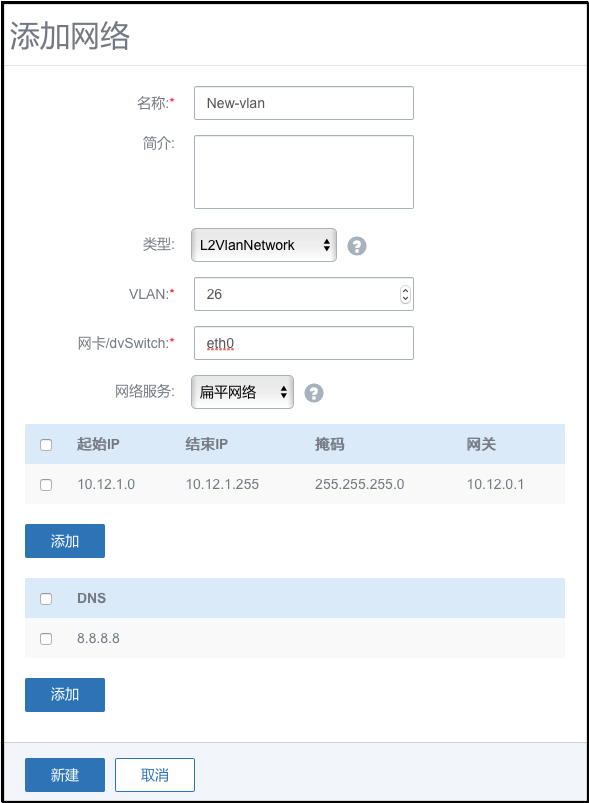 添加网络
名称:* New-vlan
简介:
类型: L2VlanNetwork ?
VLAN:* 26
网卡/dvSwitch:* eth0
网络服务: 扁平网络 ?
起始IP 结束IP 掩码 网关
10.12.1.0 10.12.1.255 255.255.255.0 10.12.0.1
添加
DNS
8.8.8.8
添加
新建 取消